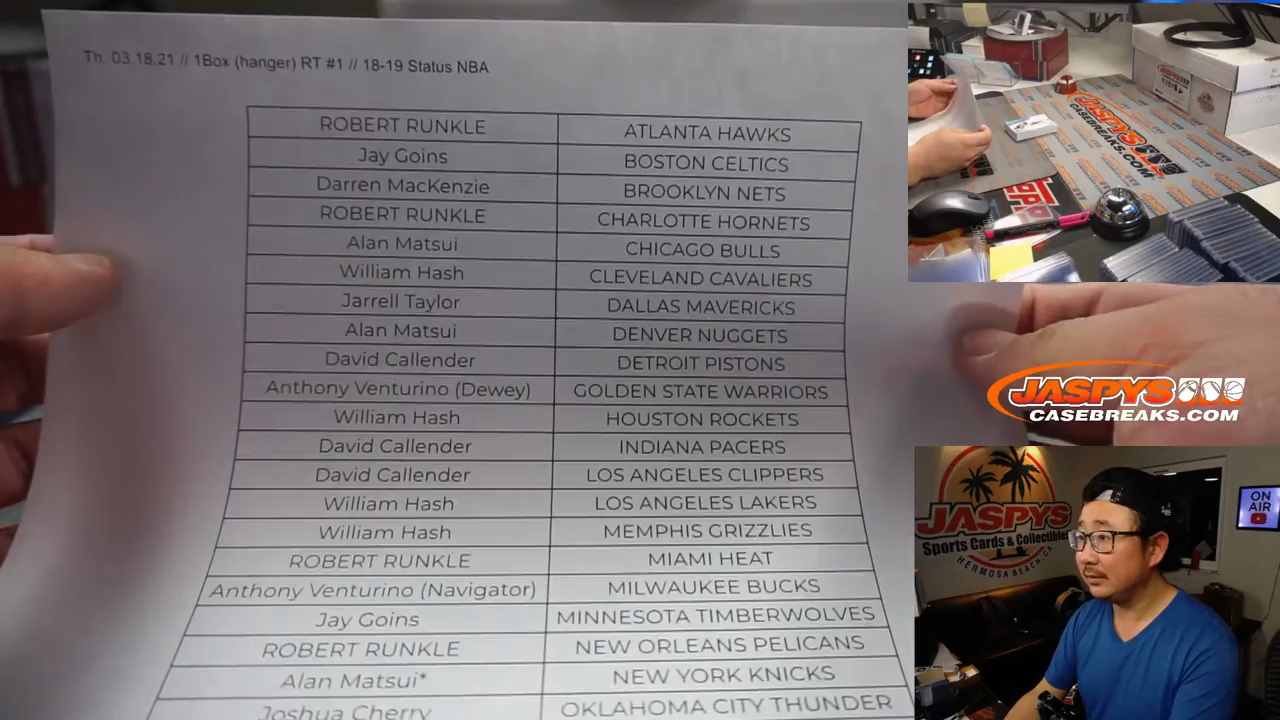 Th. 03.18.21 // 1Box (hanger) RT #1 // 18-19 Status NBA
ROBERT RUNKLE ATLANTA HAWKS
Jay Goins BOSTON CELTICS
Darren MacKenzie BROOKLYN NETS
ROBERT RUNKLE CHARLOTTE HORNETS
Alan Matsui CHICAGO BULLS
William Hash CLEVELAND CAVALIERS
Jarrell Taylor DALLAS MAVERICKS
Alan Matsui DENVER NUGGETS
David Callender DETROIT PISTONS
Anthony Venturino (Dewey) GOLDEN STATE WARRIORS
William Hash HOUSTON ROCKETS
David Callender INDIANA PACERS
David Callender LOS ANGELES CLIPPERS
William Hash LOS ANGELES LAKERS
William Hash MEMPHIS GRIZZLIES
ROBERT RUNKLE MIAMI HEAT
Anthony Venturino (Navigator) MILWAUKEE BUCKS
Jay Goins MINNESOTA TIMBERWOLVES
ROBERT RUNKLE NEW ORLEANS PELICANS
Alan Matsui* NEW YORK KNICKS
Joshua Cherry OKLAHOMA CITY THUNDER
JASPYS
CASEBREAKS.COM
JASPYS
CASEBREAKS.COM
JASPYS
Sports Cards & Collectibles
HERMOSA BEACH, CA
ON
AIR